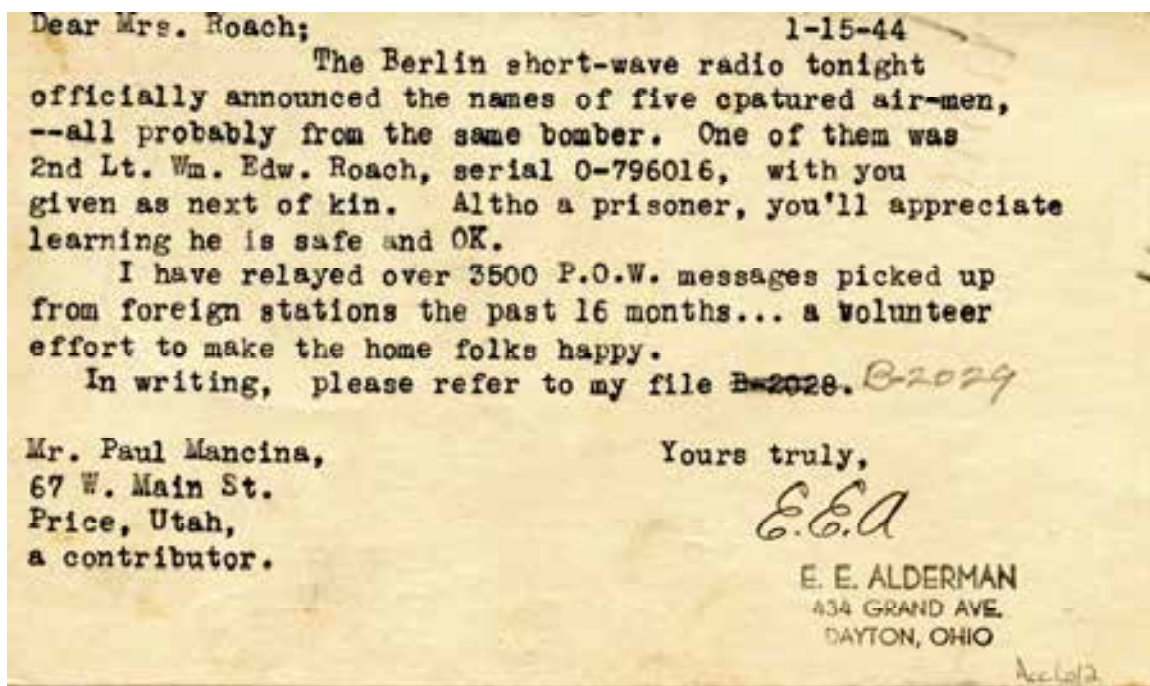 Dear Mrs. Roach; 1-15-44
The Berlin short-wave radio tonight
officially announced the names of five cpatured air-men,
--all probably from the same bomber. One of them was
2nd Lt. Wm. Edw. Roach, serial O-796016, with you
given as next of kin. Altho a prisoner, you'll appreciate
learning he is safe and OK.
I have relayed over 3500 P.O.W. messages picked up
from foreign stations the past 16 months... a volunteer
effort to make the home folks happy.
In writing, please refer to my file B-2028. B-2029
Mr. Paul Mancina,
67 W. Main St.
Price, Utah,
a contributor.
Yours truly,
E.E.A
E. E. ALDERMAN
434 GRAND AVE.
DAYTON, OHIO